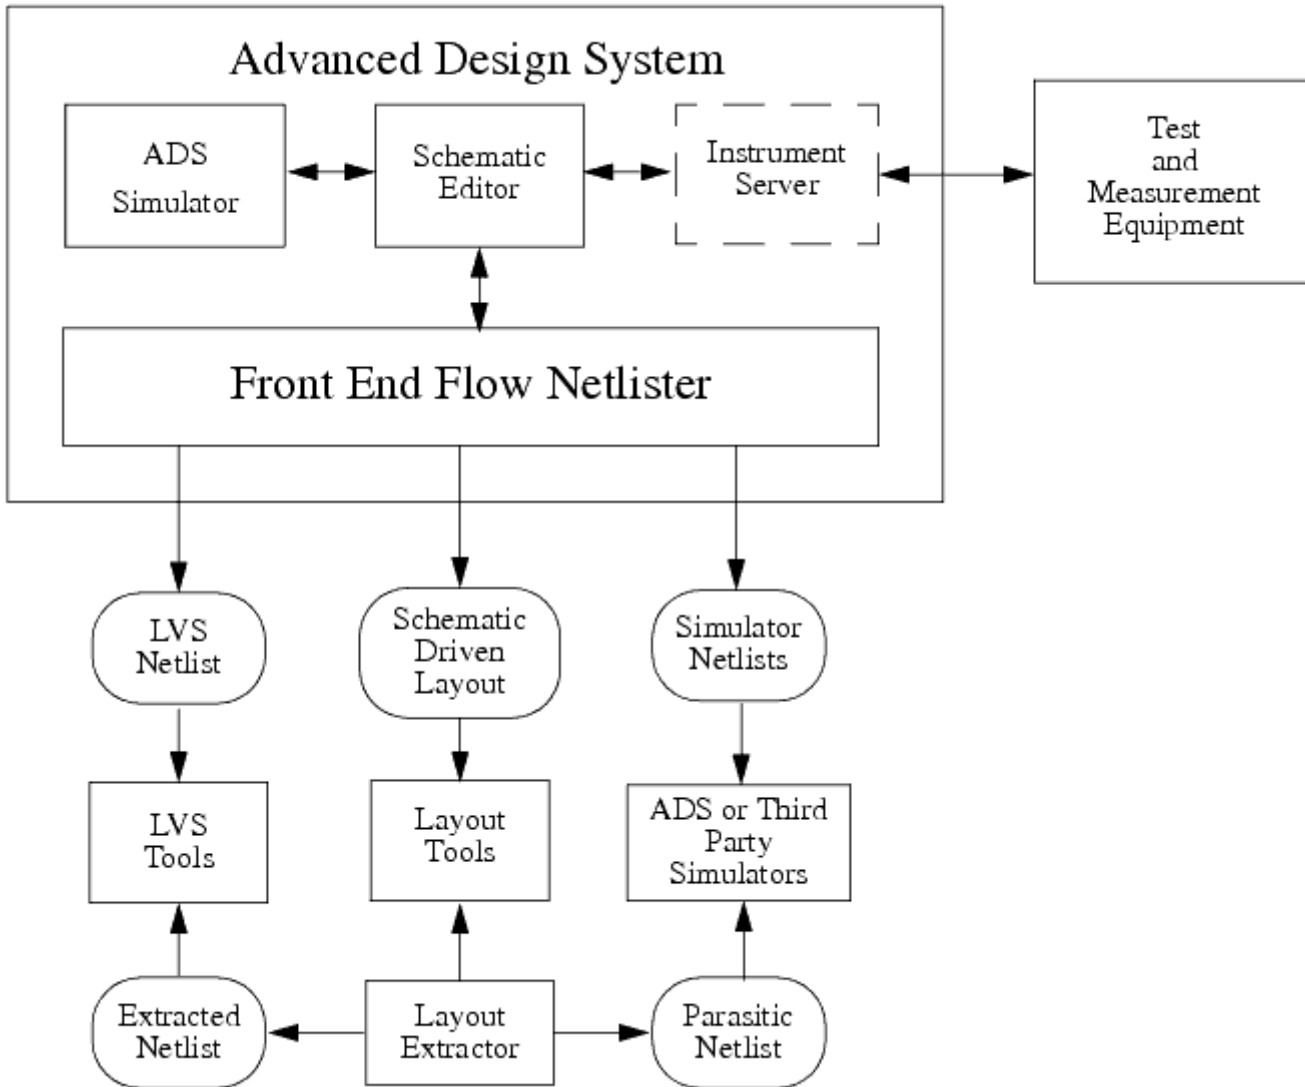 Advanced Design System
ADS
Simulator
Schematic
Editor
Instrument
Server
Test
and
Measurement
Equipment
Front End Flow Netlister
LVS
Netlist
Schematic
Driven
Layout
Simulator
Netlists
LVS
Tools
Layout
Tools
ADS or Third
Party
Simulators
Extracted
Netlist
Layout
Extractor
Parasitic
Netlist